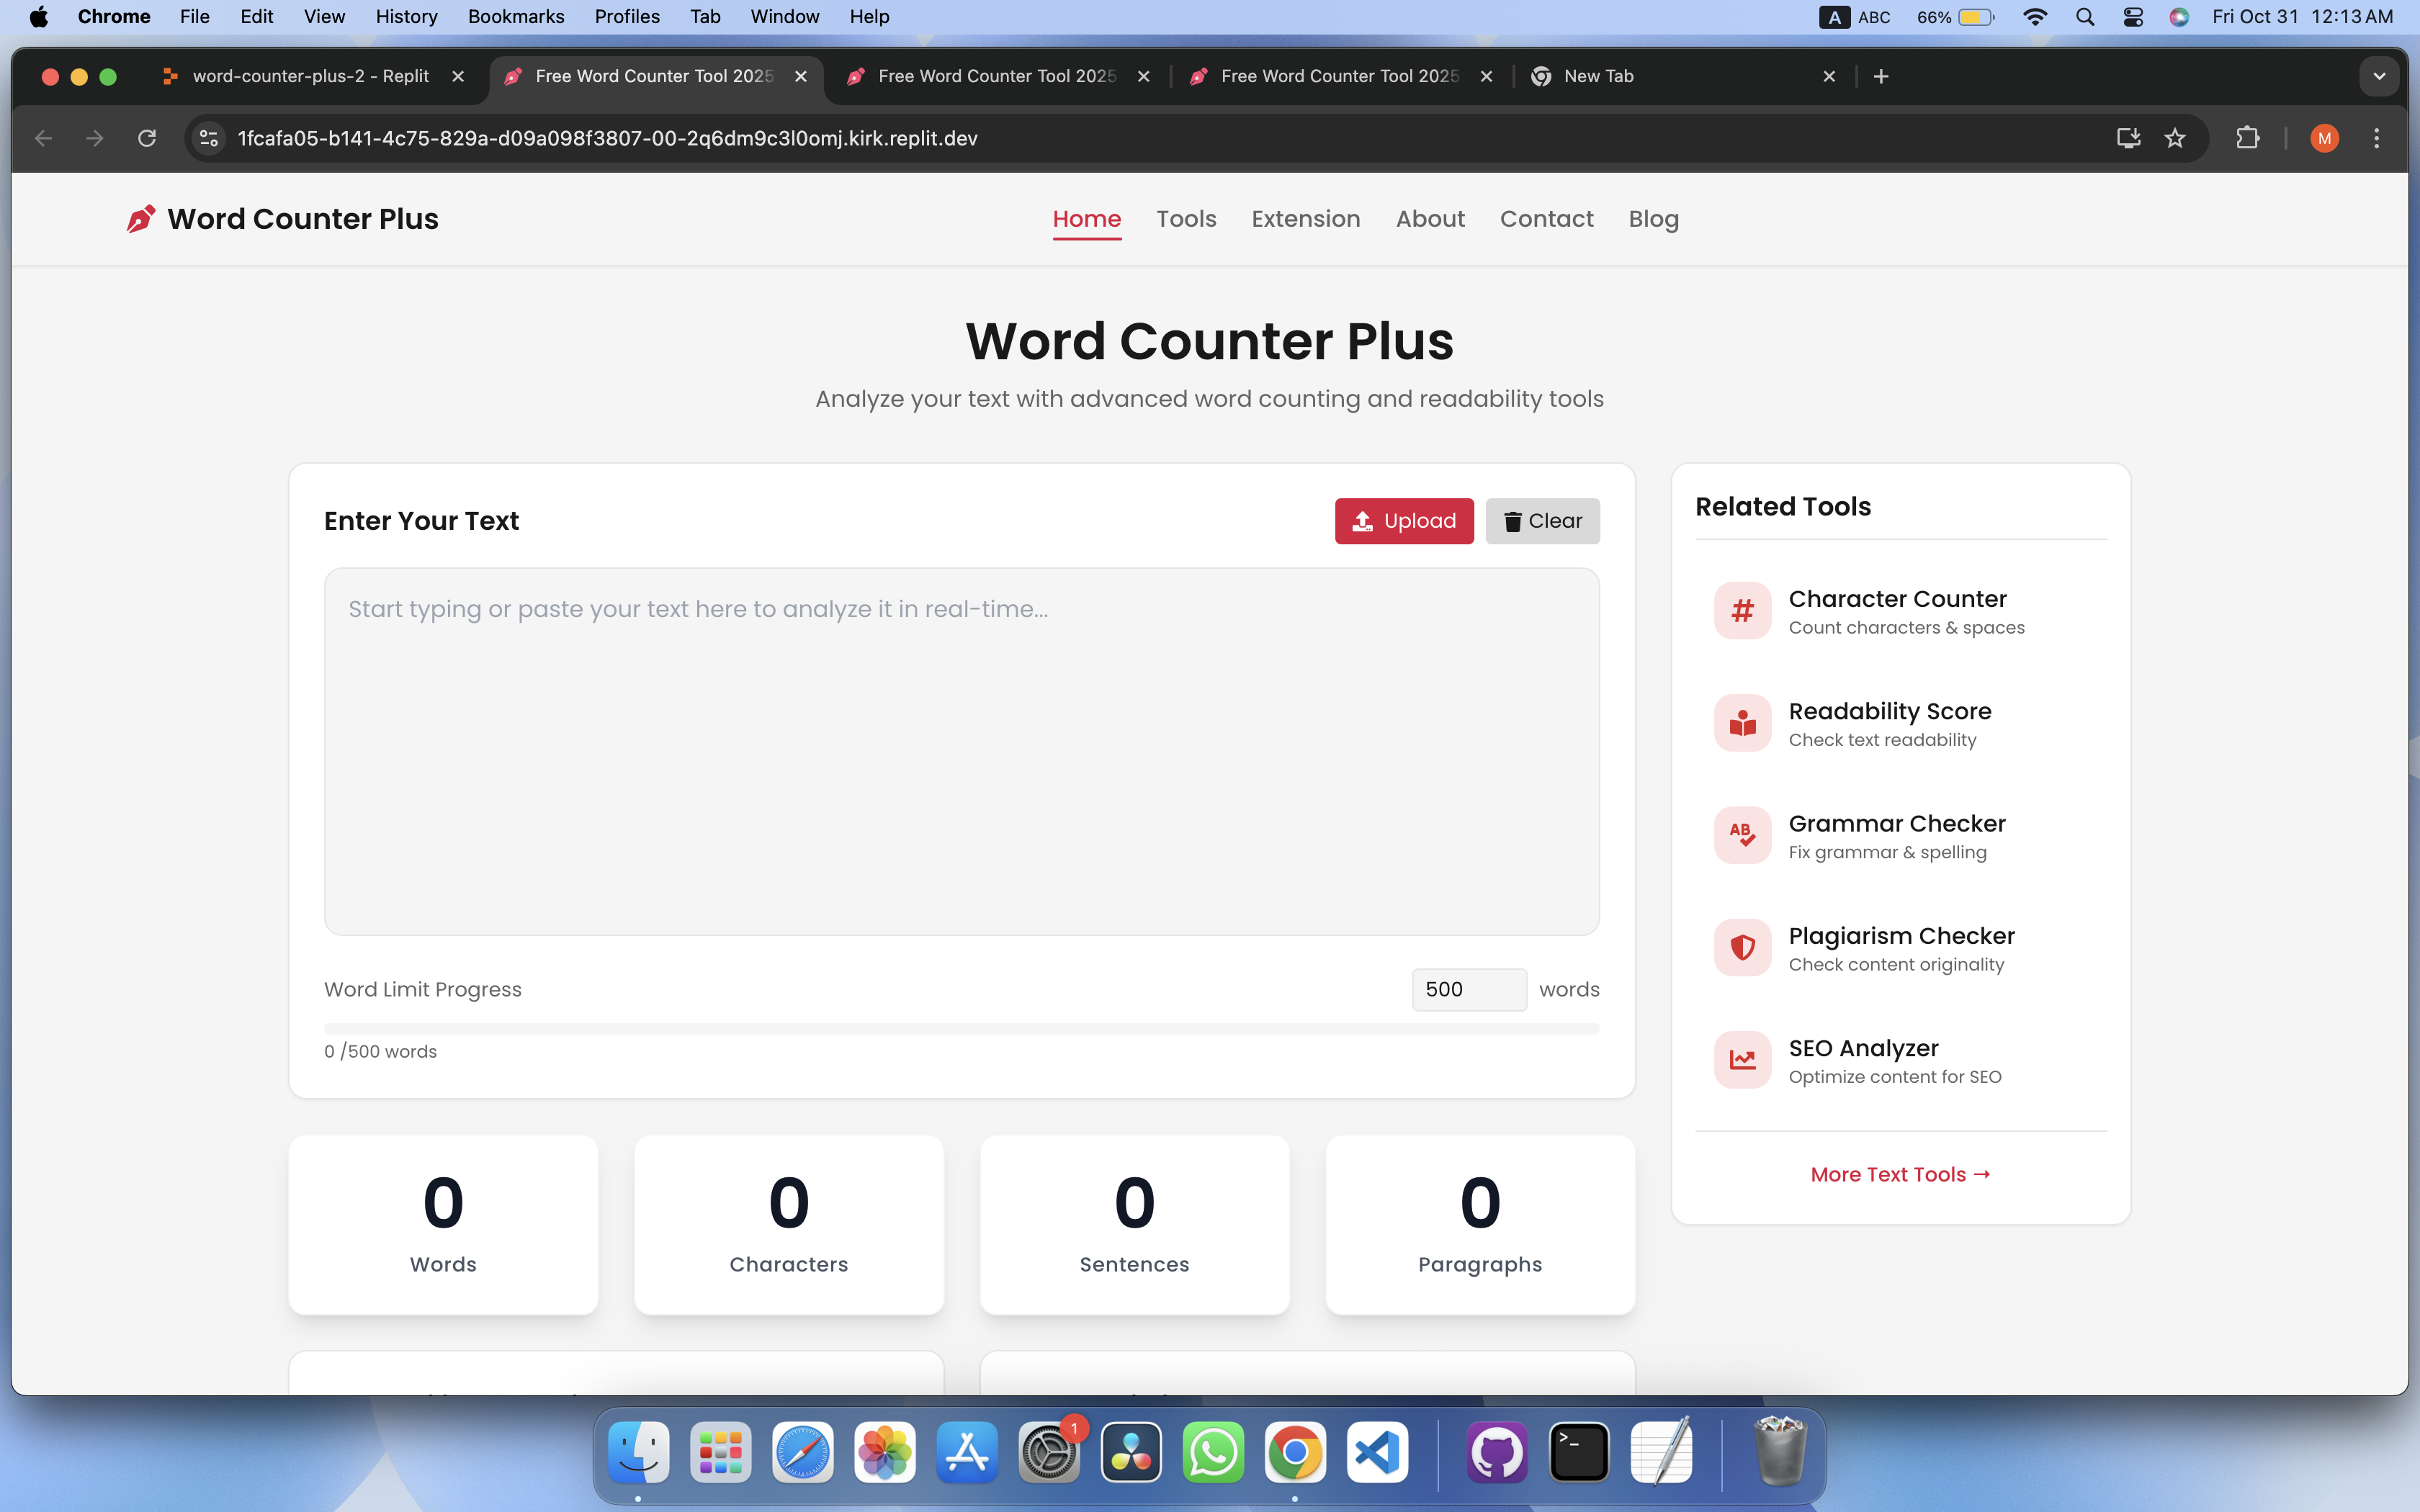 Chrome File Edit View History Bookmarks Profiles Tab Window Help A ABC 66% Fri Oct 31 12:13 AM
word-counter-plus-2 - Replit Free Word Counter Tool 2025 Free Word Counter Tool 2025 Free Word Counter Tool 2025 New Tab
1fcafa05-b141-4c75-829a-d09a098f3807-00-2q6dm9c3l0omj.kirk.replit.dev M
Word Counter Plus Home Tools Extension About Contact Blog
Word Counter Plus
Analyze your text with advanced word counting and readability tools
Enter Your Text Upload Clear
Start typing or paste your text here to analyze it in real-time...
Word Limit Progress 500 words
0 /500 words
0 0 0 0
Words Characters Sentences Paragraphs
Related Tools
Character Counter
Count characters & spaces
Readability Score
Check text readability
AB
Grammar Checker
Fix grammar & spelling
Plagiarism Checker
Check content originality
SEO Analyzer
Optimize content for SEO
More Text Tools →
1